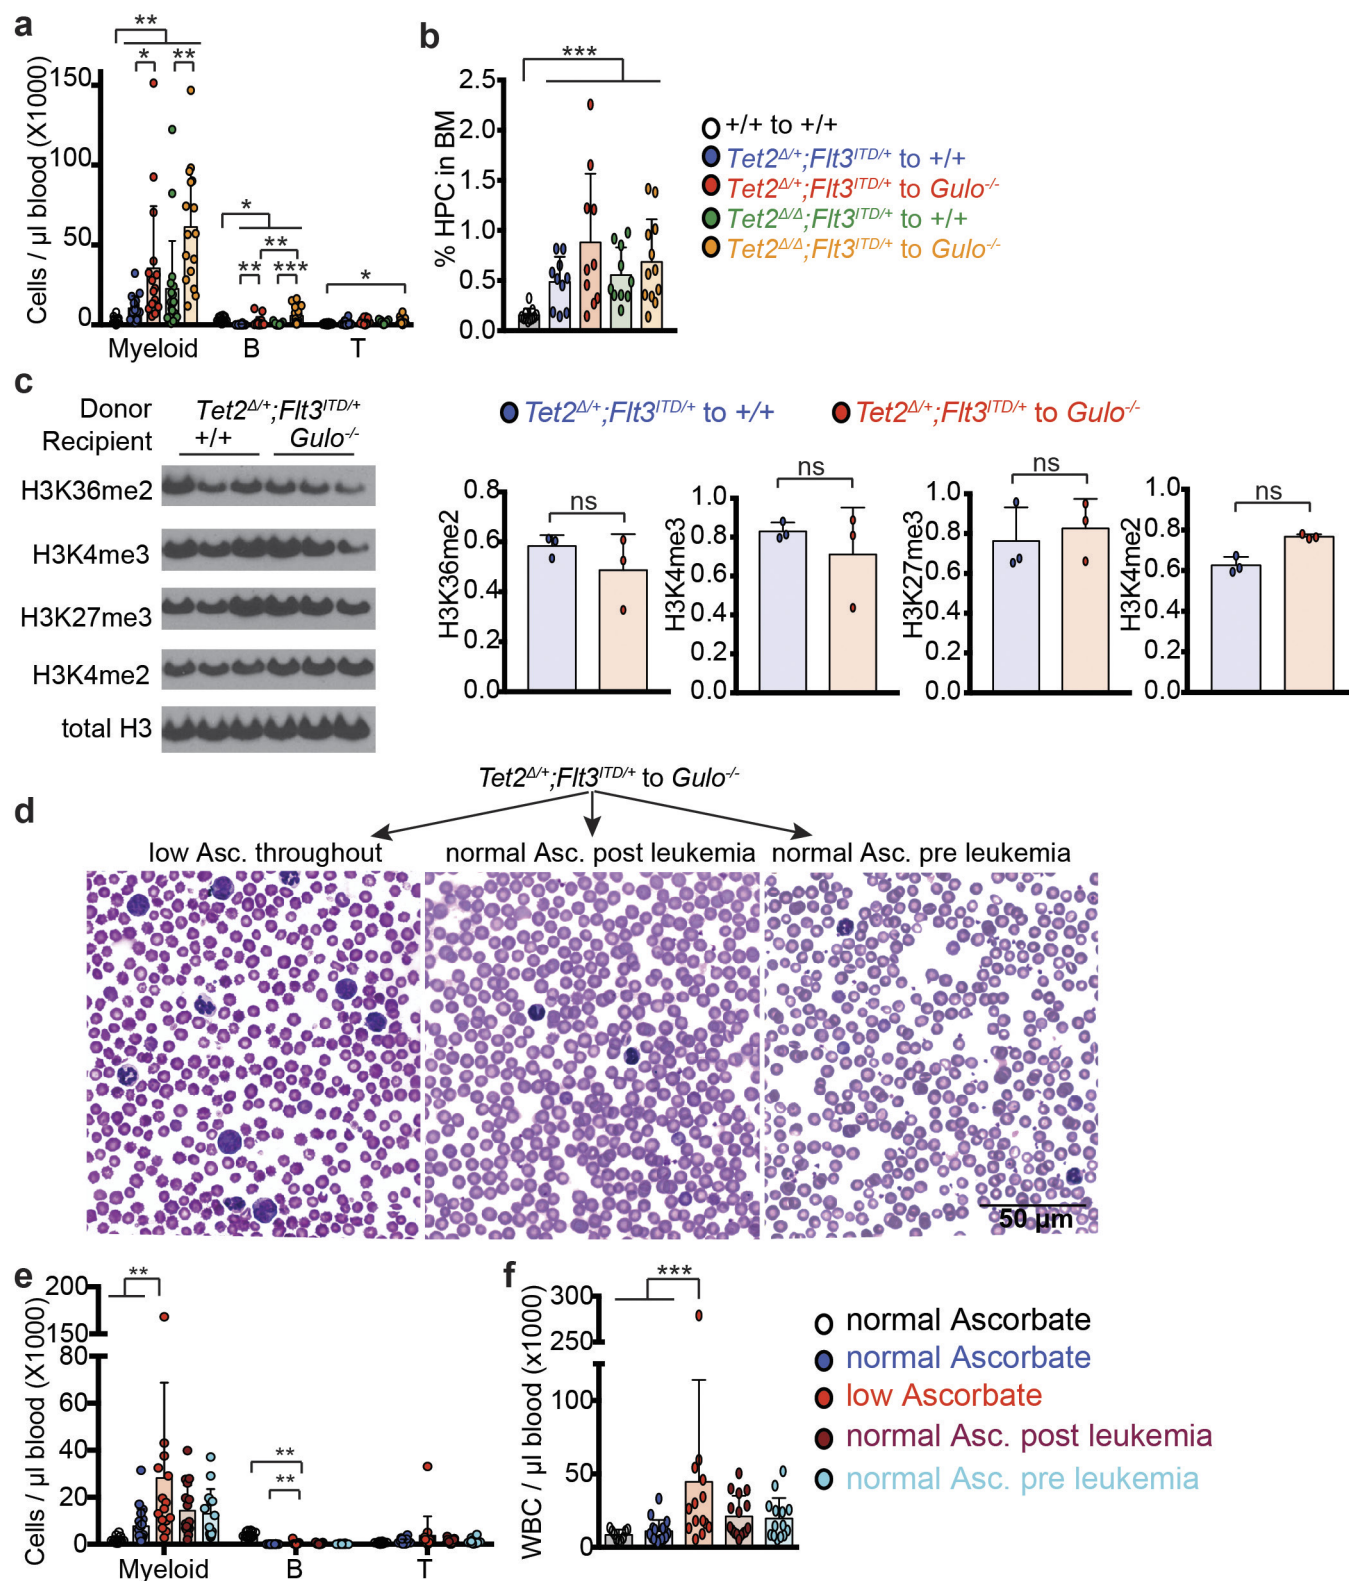 a
**
*
**
Cells / µl blood (X1000)
150
100
50
0
*
**
**
***
*
Myeloid
B
T
b
***
% HPC in BM
2.5
2.0
1.5
1.0
0.5
0.0
+/+ to +/+
Tet2Δ/+;Flt3ITD/+ to +/+
Tet2Δ/+;Flt3ITD/+ to Gulo-/-
Tet2Δ/Δ;Flt3ITD/+ to +/+
Tet2Δ/Δ;Flt3ITD/+ to Gulo-/-
c
Donor Tet2Δ/+;Flt3ITD/+
Recipient +/+ Gulo-/-
H3K36me2
H3K4me3
H3K27me3
H3K4me2
total H3
Tet2Δ/+;Flt3ITD/+ to +/+
Tet2Δ/+;Flt3ITD/+ to Gulo-/-
H3K36me2
0.8
0.6
0.4
0.2
0.0
ns
H3K4me3
1.0
0.8
0.6
0.4
0.2
0.0
ns
H3K27me3
1.0
0.8
0.6
0.4
0.2
0.0
ns
H3K4me2
1.0
0.8
0.6
0.4
0.2
0.0
ns
d
Tet2Δ/+;Flt3ITD/+ to Gulo-/-
low Asc. throughout
normal Asc. post leukemia
normal Asc. pre leukemia
50 µm
e
Cells / µl blood (X1000)
200
150
80
60
40
20
0
**
**
**
Myeloid
B
T
f
WBC / µl blood (x1000)
300
250
100
50
0
***
normal Ascorbate
normal Ascorbate
low Ascorbate
normal Asc. post leukemia
normal Asc. pre leukemia